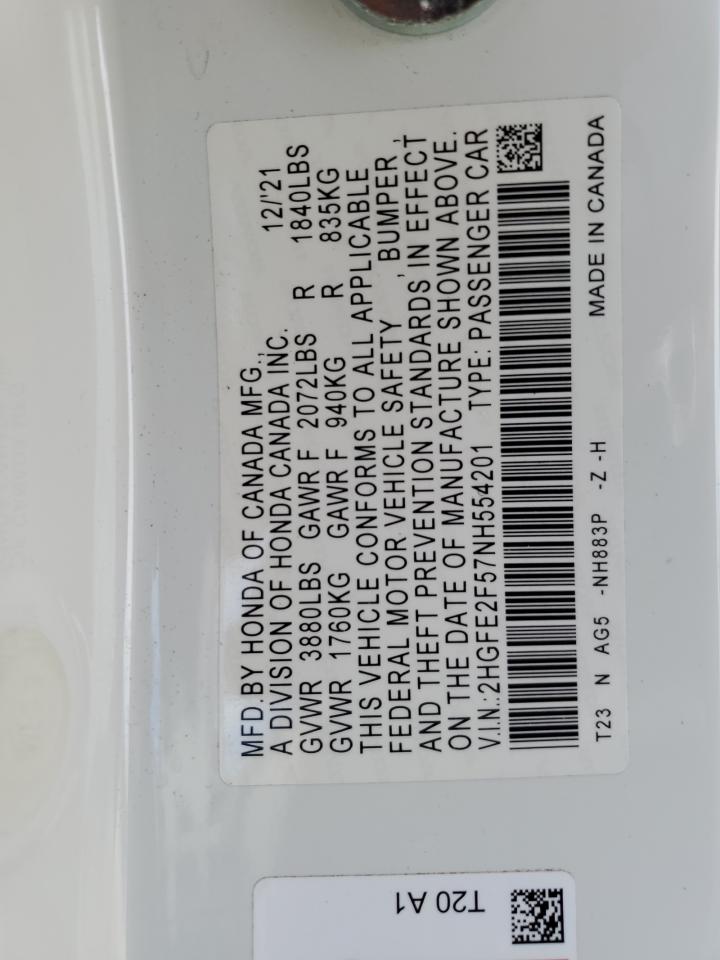 MFD.BY HONDA OF CANADA MFG., 12/'21
A DIVISION OF HONDA CANADA INC.
GVWR 3880LBS GAWR F 2072LBS R 1840LBS
GVWR 1760KG GAWR F 940KG R 835KG
THIS VEHICLE CONFORMS TO ALL APPLICABLE
FEDERAL MOTOR VEHICLE SAFETY , BUMPER ,
AND THEFT PREVENTION STANDARDS IN EFFECT
ON THE DATE OF MANUFACTURE SHOWN ABOVE.
V.I.N.:2HGFE2F57NH554201 TYPE: PASSENGER CAR
T23 N AG5 -NH883P -Z -H MADE IN CANADA
T20 A1